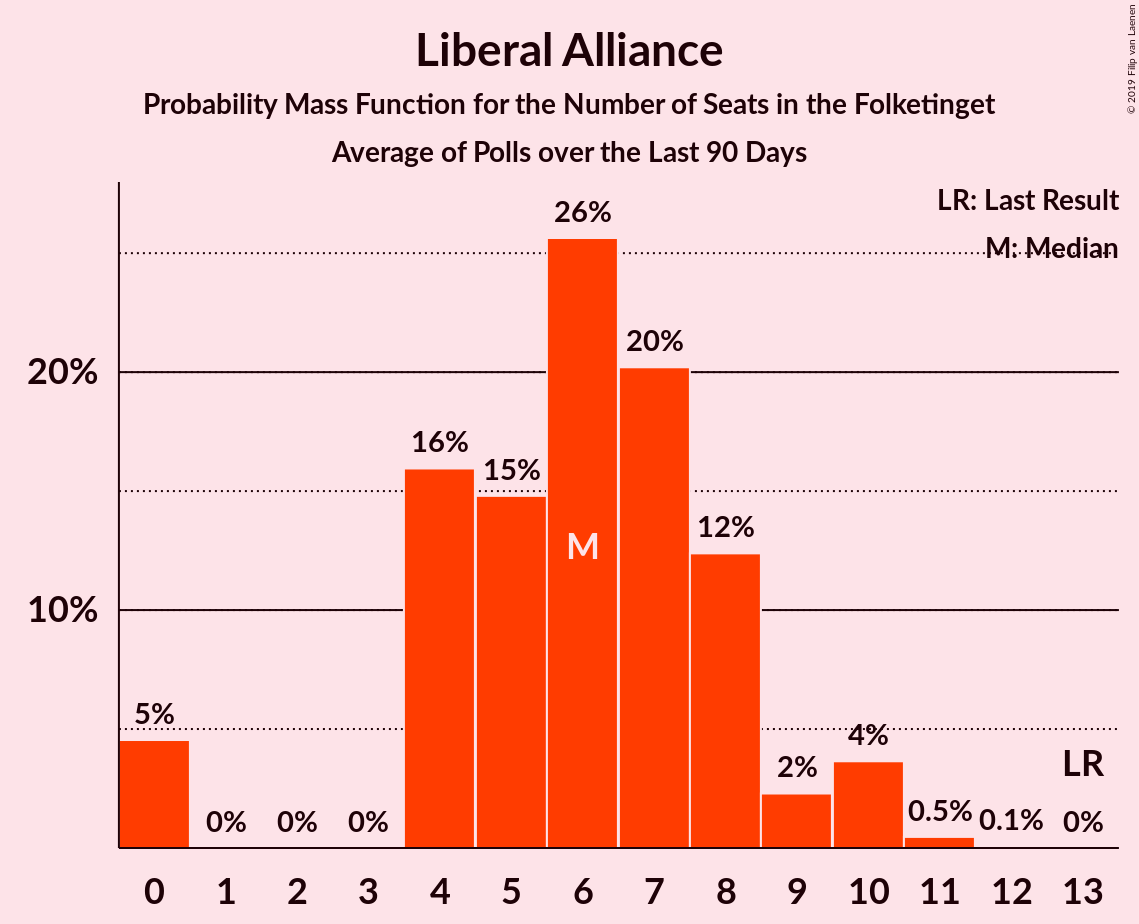 Liberal Alliance
Probability Mass Function for the Number of Seats in the Folketinget
Average of Polls over the Last 90 Days
© 2019 Filip van Laenen
LR: Last Result
M: Median
26%
20%
20%
16%
15%
12%
M
10%
5%
4%
2%
LR
0%
0%
0%
0.5%
0.1%
0%
0 1 2 3 4 5 6 7 8 9 10 11 12 13